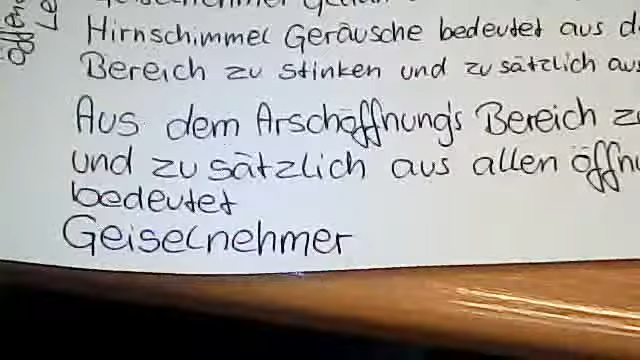 Geiselnehmer
Hirnschimmel Geräusche bedeutet aus
Bereich zu stinken und zusätzlich aus
Aus dem Arschöffnungs Bereich
und zusätzlich aus allen
bedeutet
Geiselnehmer